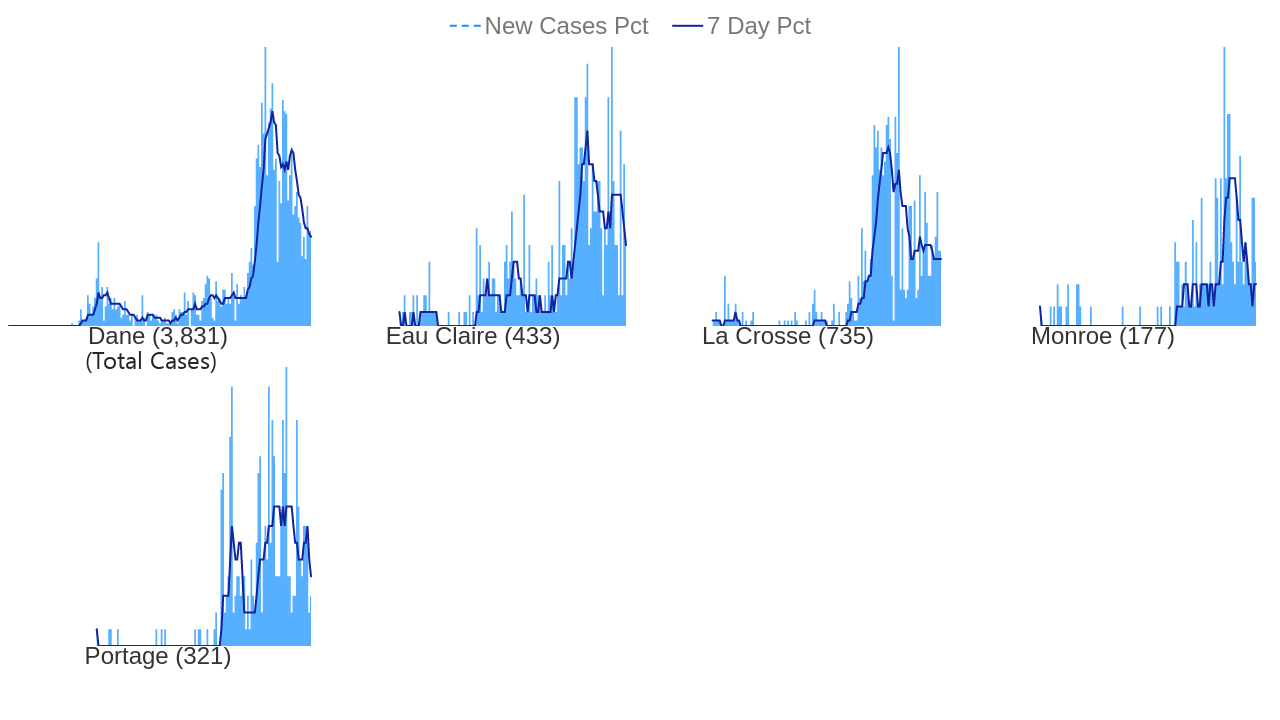 New Cases Pct 7 Day Pct
Dane (3,831) Eau Claire (433) La Crosse (735) Monroe (177)
(Total Cases)
Portage (321)